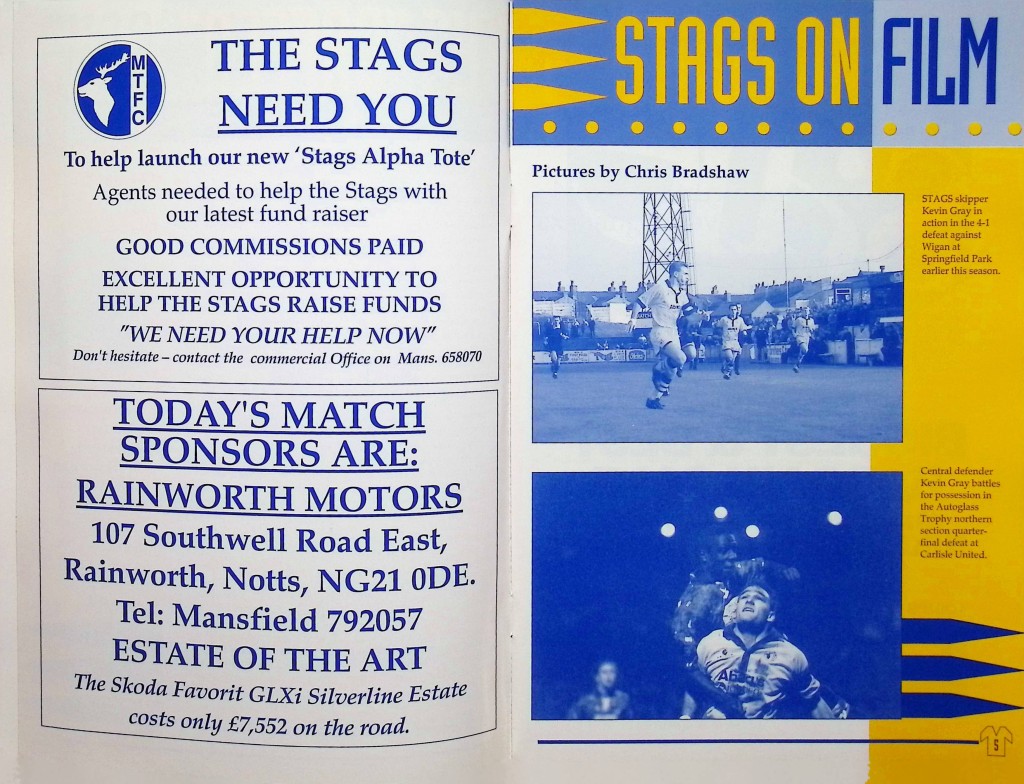 MTFC
THE STAGS
NEED YOU
To help launch our new ‘Stags Alpha Tote’
Agents needed to help the Stags with
our latest fund raiser
GOOD COMMISSIONS PAID
EXCELLENT OPPORTUNITY TO
HELP THE STAGS RAISE FUNDS
"WE NEED YOUR HELP NOW"
Don't hesitate – contact the commercial Office on Mans. 658070
TODAY'S MATCH
SPONSORS ARE:
RAINWORTH MOTORS
107 Southwell Road East,
Rainworth, Notts, NG21 0DE.
Tel: Mansfield 792057
ESTATE OF THE ART
The Skoda Favorit GLXi Silverline Estate
costs only £7,552 on the road.
STAGS ON FILM
Pictures by Chris Bradshaw
STAGS skipper
Kevin Gray in
action in the 4-1
defeat against
Wigan at
Springfield Park
earlier this season.
Central defender
Kevin Gray battles
for possession in
the Autoglass
Trophy northern
section quarter-
final defeat at
Carlisle United.
5